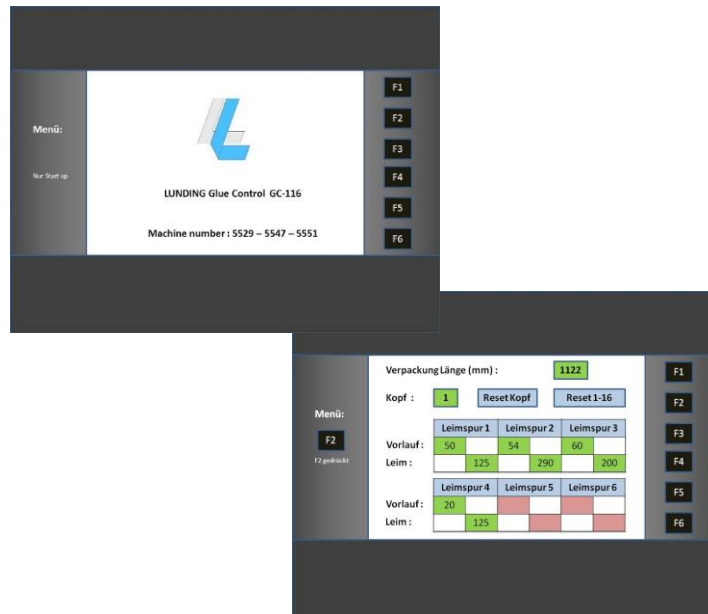 F1
F2
Menü:
F3
Nur Start up
F4
LUNDING Glue Control GC-116
F5
Machine number : 5529 – 5547 – 5551
F6
Verpackung Länge (mm) :
1122
F1
Kopf :
1
Reset Kopf
Reset 1-16
F2
Menü:
F2
F2 gedrückt
Leimspur 1 Leimspur 2 Leimspur 3
F3
Vorlauf : 50 54 60
Leim : 125 290 200
F4
Leimspur 4 Leimspur 5 Leimspur 6
F5
Vorlauf : 20
Leim : 125
F6